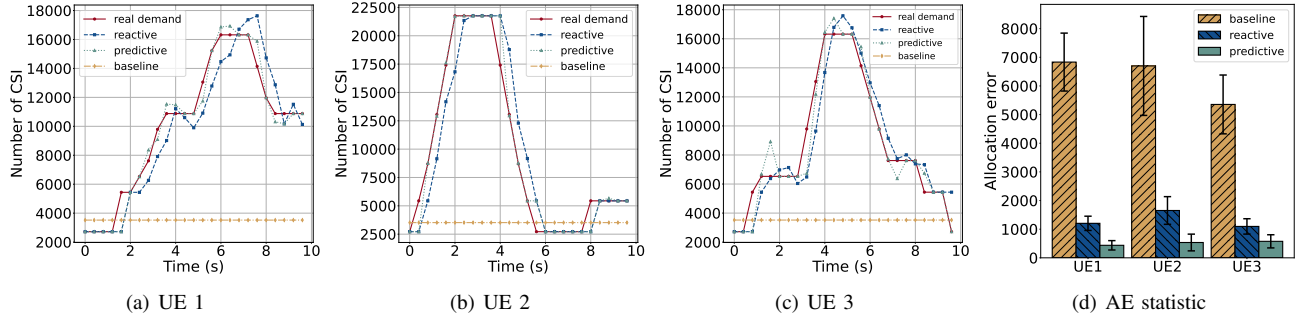 Number of CSI
18000
16000
14000
12000
10000
8000
6000
4000
2000
0 2 4 6 8 10
Time (s)
real demand
reactive
predictive
baseline
(a) UE 1
Number of CSI
22500
20000
17500
15000
12500
10000
7500
5000
2500
0 2 4 6 8 10
Time (s)
real demand
reactive
predictive
baseline
(b) UE 2
Number of CSI
18000
16000
14000
12000
10000
8000
6000
4000
2000
0 2 4 6 8 10
Time (s)
real demand
reactive
predictive
baseline
(c) UE 3
Allocation error
8000
7000
6000
5000
4000
3000
2000
1000
0
UE1 UE2 UE3
baseline
reactive
predictive
(d) AE statistic